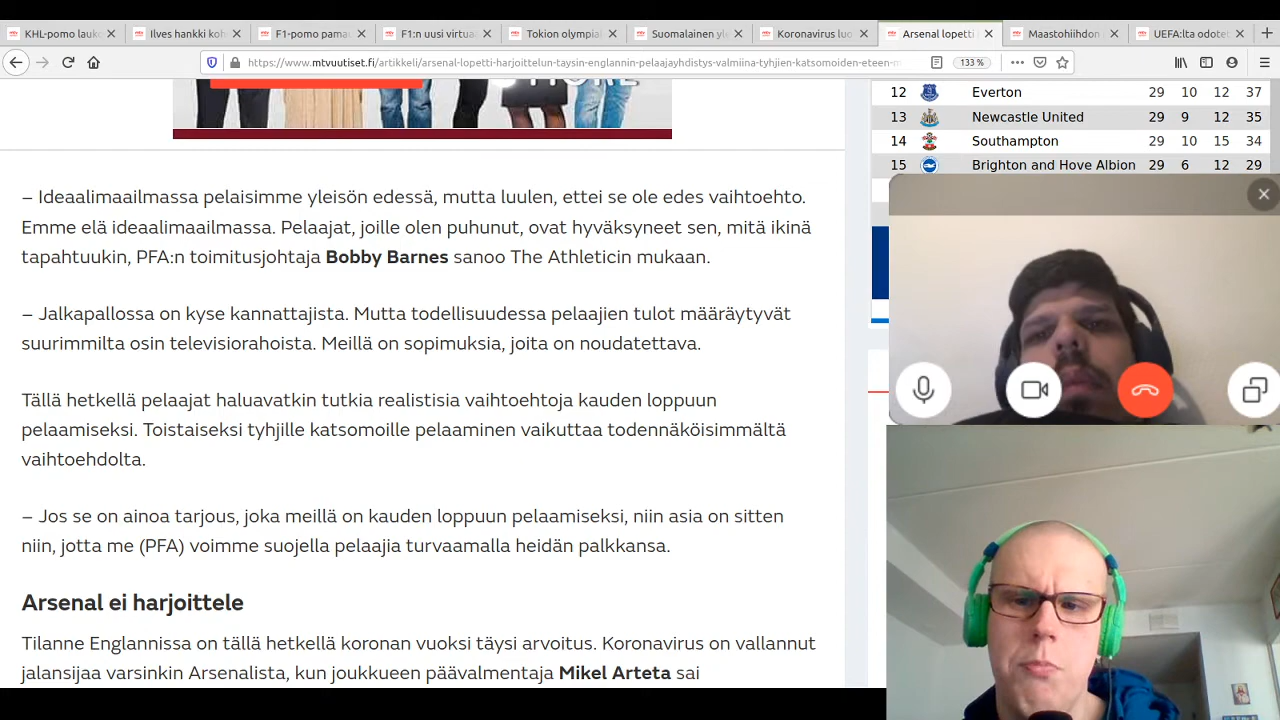 KHL-pomo lauko
Ilves hankki koh
F1-pomo pamau
F1:n uusi virtua
Tokion olympial
Suomalainen yle
Koronavirus luo
Arsenal lopetti
Maastohiihdon
UEFA:lta odotet
https://www.mtvuutiset.fi/artikkeli/arsenal-lopetti-harjoittelun-taysin-englannin-pelaajayhdistys-valmiina-tyhjien-katsomoiden-eteen-m
133 %
12 Everton 29 10 12 37
13 Newcastle United 29 9 12 35
14 Southampton 29 10 15 34
15 Brighton and Hove Albion 29 6 12 29
– Ideaalimaailmassa pelaisimme yleisön edessä, mutta luulen, ettei se ole edes vaihtoehto.
Emme elä ideaalimaailmassa. Pelaajat, joille olen puhunut, ovat hyväksyneet sen, mitä ikinä
tapahtuukin, PFA:n toimitusjohtaja Bobby Barnes sanoo The Athleticin mukaan.
– Jalkapallossa on kyse kannattajista. Mutta todellisuudessa pelaajien tulot määräytyvät
suurimmilta osin televisiorahoista. Meillä on sopimuksia, joita on noudatettava.
Tällä hetkellä pelaajat haluavatkin tutkia realistisia vaihtoehtoja kauden loppuun
pelaamiseksi. Toistaiseksi tyhjille katsomoille pelaaminen vaikuttaa todennäköisimmältä
vaihtoehdolta.
– Jos se on ainoa tarjous, joka meillä on kauden loppuun pelaamiseksi, niin asia on sitten
niin, jotta me (PFA) voimme suojella pelaajia turvaamalla heidän palkkansa.
Arsenal ei harjoittele
Tilanne Englannissa on tällä hetkellä koronan vuoksi täysi arvoitus. Koronavirus on vallannut
jalansijaa varsinkin Arsenalista, kun joukkueen päävalmentaja Mikel Arteta sai